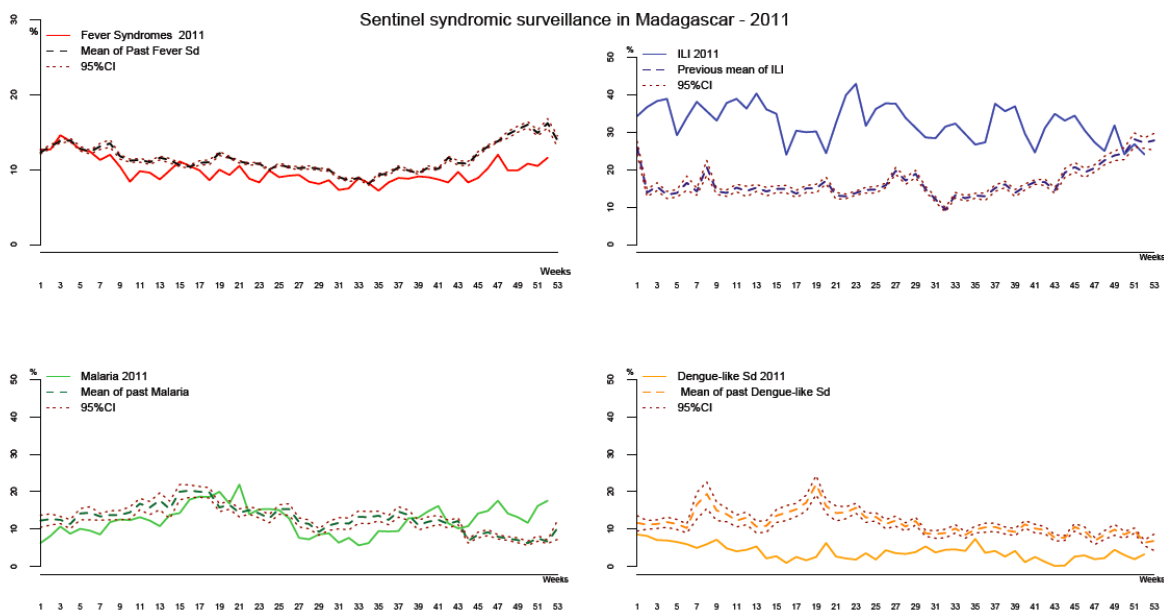 Sentinel syndromic surveillance in Madagascar - 2011
30
%
20
10
0
Fever Syndromes 2011
Mean of Past Fever Sd
95%CI
Weeks
1 3 5 7 9 11 13 15 17 19 21 23 25 27 29 31 33 35 37 39 41 43 45 47 49 51 53
%
50
40
30
20
10
0
ILI 2011
Previous mean of ILI
95%CI
Weeks
1 3 5 7 9 11 13 15 17 19 21 23 25 27 29 31 33 35 37 39 41 43 45 47 49 51 53
%
50
40
30
20
10
0
Malaria 2011
Mean of past Malaria
95%CI
Weeks
1 3 5 7 9 11 13 15 17 19 21 23 25 27 29 31 33 35 37 39 41 43 45 47 49 51 53
%
50
40
30
20
10
0
Dengue-like Sd 2011
Mean of past Dengue-like Sd
95%CI
Weeks
1 3 5 7 9 11 13 15 17 19 21 23 25 27 29 31 33 35 37 39 41 43 45 47 49 51 53